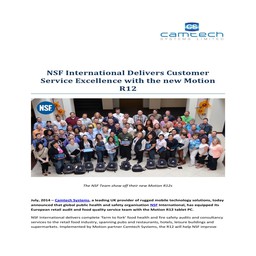 camtech
SYSTEMS LIMITED
NSF International Delivers Customer
Service Excellence with the new Motion
R12
NSF
The NSF Team show off their new Motion R12s
July, 2014 – Camtech Systems, a leading UK provider of rugged mobile technology solutions, today
announced that global public health and safety organisation NSF International, has equipped its
European retail audit and food quality service team with the Motion R12 tablet PC.
NSF International delivers complete 'farm to fork' food health and fire safety audits and consultancy
services to the retail food industry, spanning pubs and restaurants, hotels, leisure buildings and
supermarkets. Implemented by Motion partner Camtech Systems, the R12 will help NSF improve